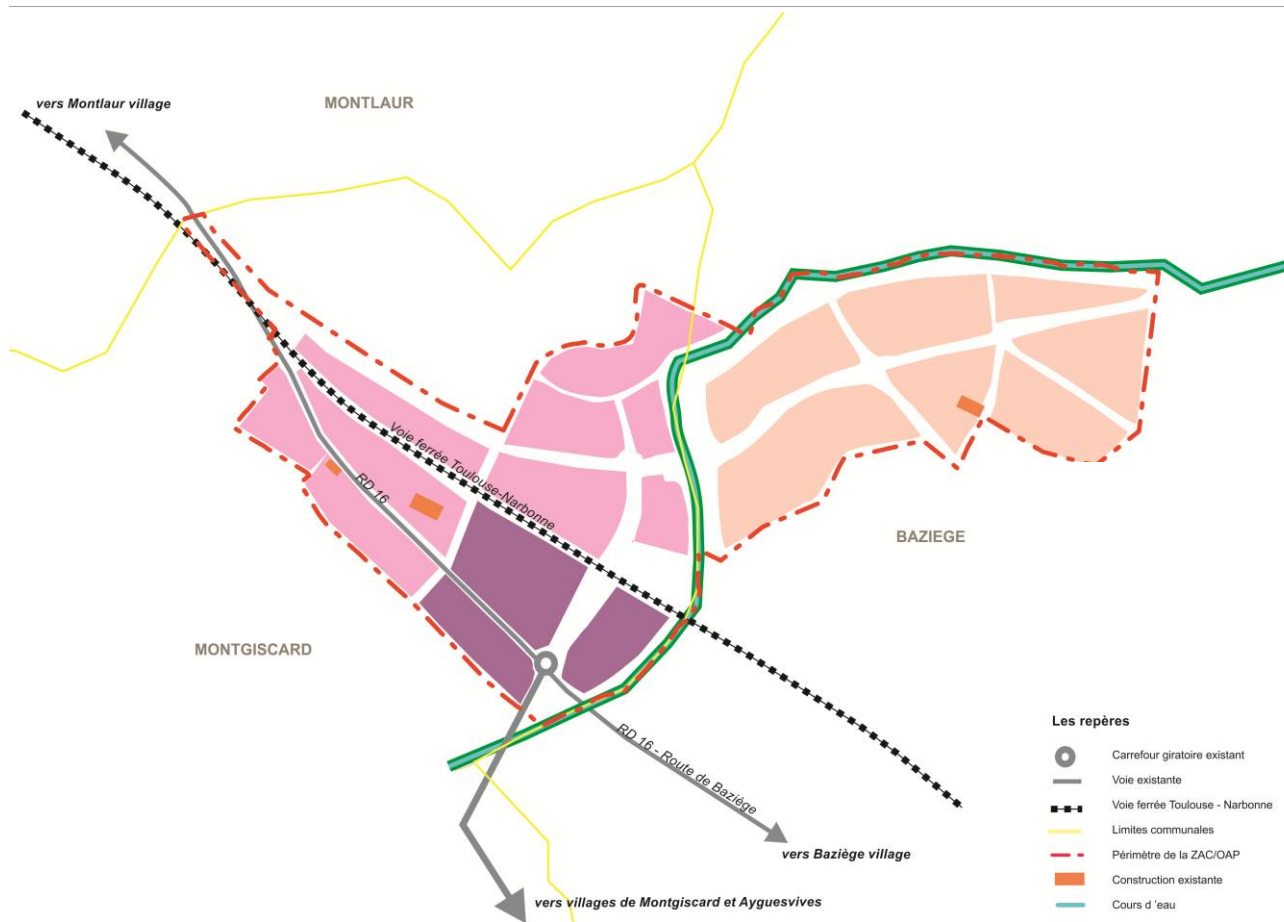 vers Montlaur village
MONTLAUR
Voie ferrée Toulouse-Narbonne
RD 16
BAZIEGE
MONTGISCARD
RD 16 - Route de Baziège
vers Baziège village
vers villages de Montgiscard et Ayguesvives
Les repères
Carrefour giratoire existant
Voie existante
Voie ferrée Toulouse - Narbonne
Limites communales
Périmètre de la ZAC/OAP
Construction existante
Cours d 'eau